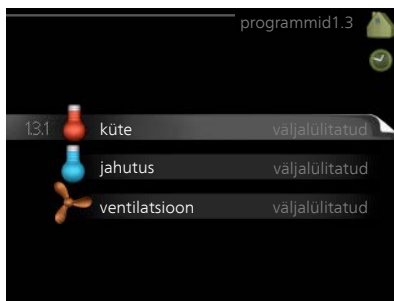 programmid1.3
1.3.1 küte väljalülitatud
jahutus väljalülitatud
ventilatsioon väljalülitatud